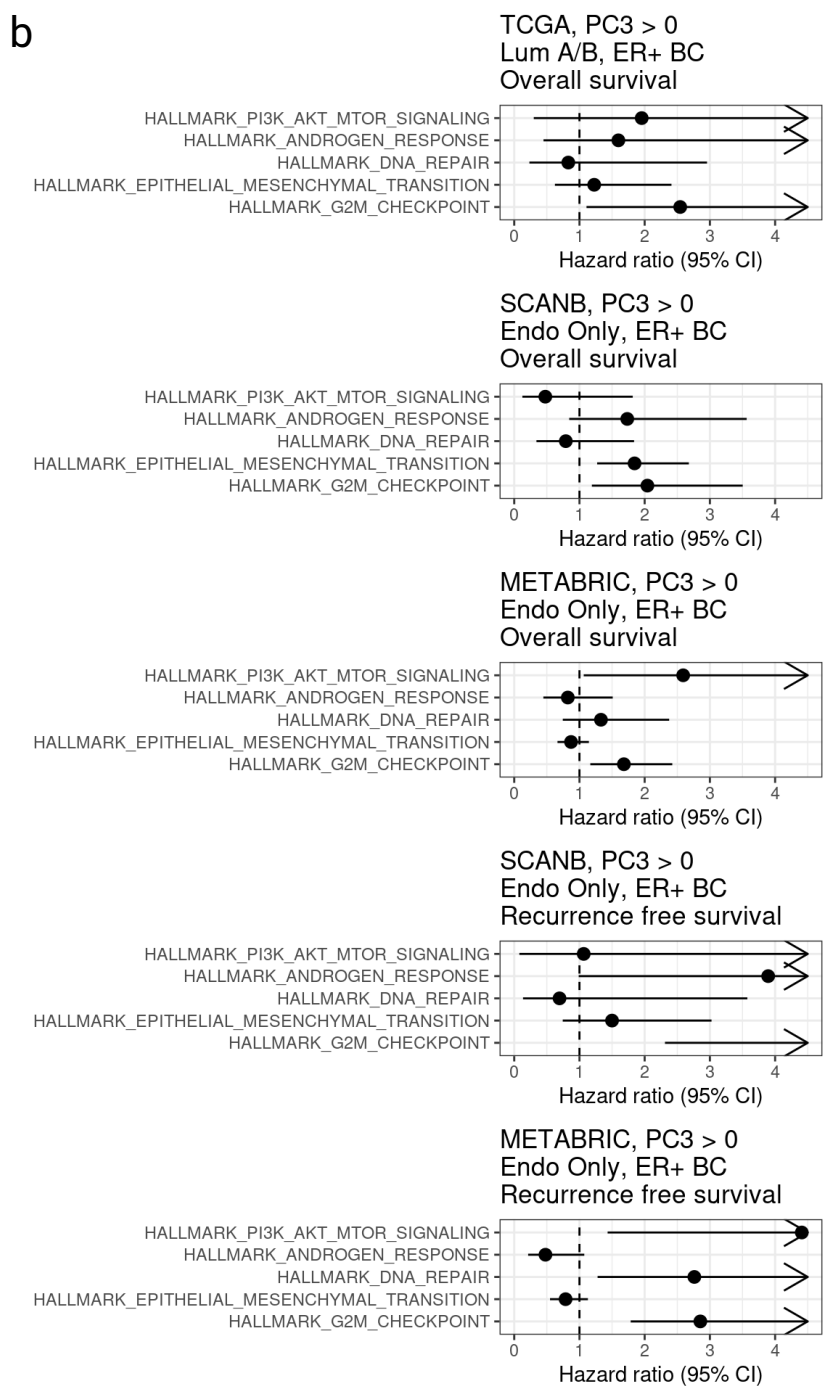 b
TCGA, PC3 > 0
Lum A/B, ER+ BC
Overall survival
HALLMARK_PI3K_AKT_MTOR_SIGNALING
HALLMARK_ANDROGEN_RESPONSE
HALLMARK_DNA_REPAIR
HALLMARK_EPITHELIAL_MESENCHYMAL_TRANSITION
HALLMARK_G2M_CHECKPOINT
0 1 2 3 4
Hazard ratio (95% CI)
SCANB, PC3 > 0
Endo Only, ER+ BC
Overall survival
HALLMARK_PI3K_AKT_MTOR_SIGNALING
HALLMARK_ANDROGEN_RESPONSE
HALLMARK_DNA_REPAIR
HALLMARK_EPITHELIAL_MESENCHYMAL_TRANSITION
HALLMARK_G2M_CHECKPOINT
0 1 2 3 4
Hazard ratio (95% CI)
METABRIC, PC3 > 0
Endo Only, ER+ BC
Overall survival
HALLMARK_PI3K_AKT_MTOR_SIGNALING
HALLMARK_ANDROGEN_RESPONSE
HALLMARK_DNA_REPAIR
HALLMARK_EPITHELIAL_MESENCHYMAL_TRANSITION
HALLMARK_G2M_CHECKPOINT
0 1 2 3 4
Hazard ratio (95% CI)
SCANB, PC3 > 0
Endo Only, ER+ BC
Recurrence free survival
HALLMARK_PI3K_AKT_MTOR_SIGNALING
HALLMARK_ANDROGEN_RESPONSE
HALLMARK_DNA_REPAIR
HALLMARK_EPITHELIAL_MESENCHYMAL_TRANSITION
HALLMARK_G2M_CHECKPOINT
0 1 2 3 4
Hazard ratio (95% CI)
METABRIC, PC3 > 0
Endo Only, ER+ BC
Recurrence free survival
HALLMARK_PI3K_AKT_MTOR_SIGNALING
HALLMARK_ANDROGEN_RESPONSE
HALLMARK_DNA_REPAIR
HALLMARK_EPITHELIAL_MESENCHYMAL_TRANSITION
HALLMARK_G2M_CHECKPOINT
0 1 2 3 4
Hazard ratio (95% CI)